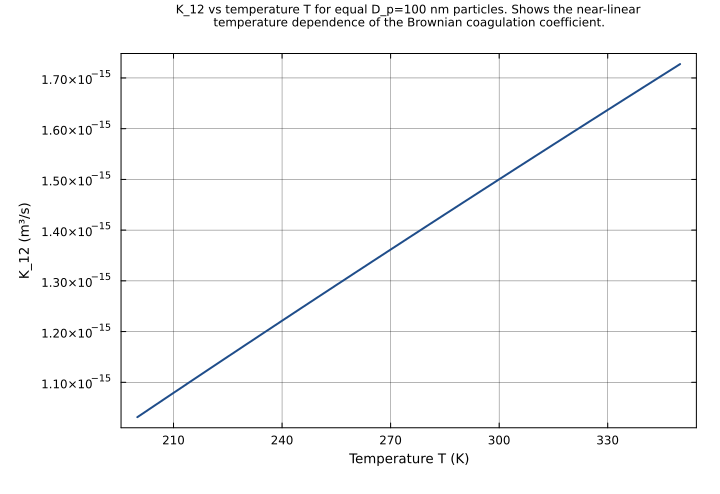 K_12 vs temperature T for equal D_p=100 nm particles. Shows the near-linear
temperature dependence of the Brownian coagulation coefficient.
1.70×10⁻¹⁵
1.60×10⁻¹⁵
1.50×10⁻¹⁵
1.40×10⁻¹⁵
1.30×10⁻¹⁵
1.20×10⁻¹⁵
1.10×10⁻¹⁵
K_12 (m³/s)
210 240 270 300 330
Temperature T (K)